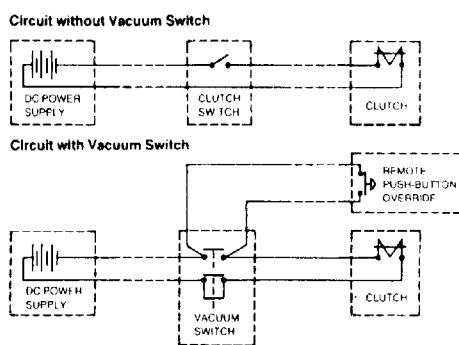 Circuit without Vacuum Switch
DC POWER
SUPPLY
CLUTCH
SWITCH
CLUTCH
Circuit with Vacuum Switch
REMOTE
PUSH-BUTTON
OVERRIDE
DC POWER
SUPPLY
VACUUM
SWITCH
CLUTCH